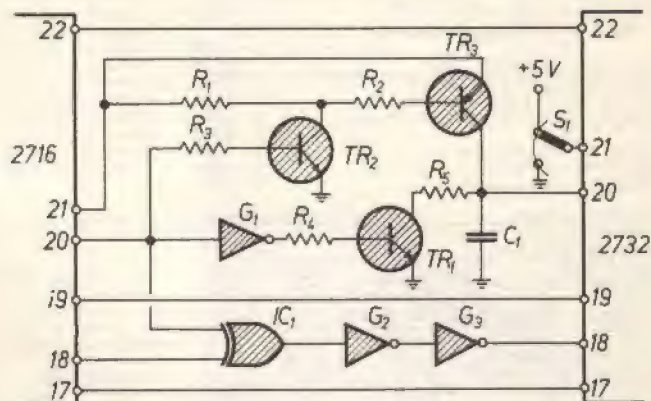 22
TR3
22
+5V
R1
R2
S1
R3
2716
TR2
21
R5
21
20
20
G1
R4
C1
2732
TR1
19
19
IC1
G2
G3
18
18
17
17